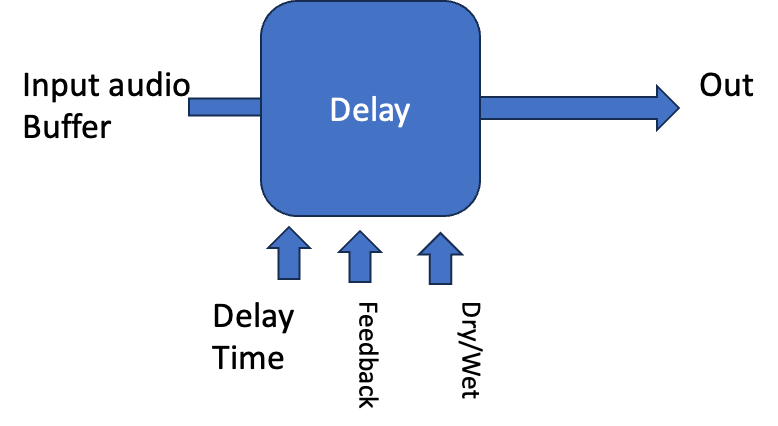 Input audio
Buffer
Delay
Out
Delay
Time
Feedback
Dry/Wet